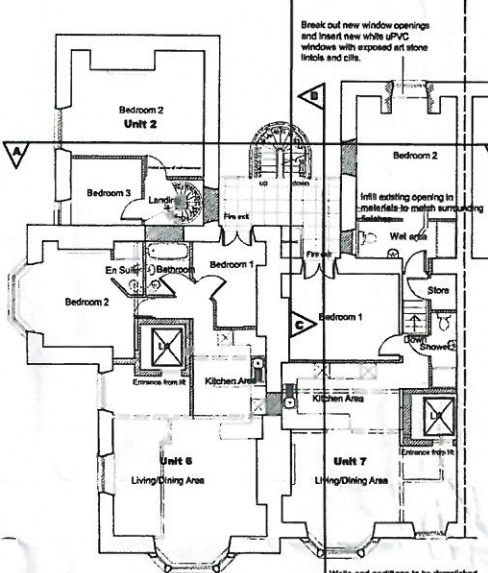 Break out new window openings
and insert new white uPVC
windows with exposed art stone
lintols and cills.
B
Bedroom 2
Unit 2
A
Bedroom 2
Bedroom 3
Landing
up
down
Infill existing opening in
materials to match surrounding
finishes
Fire exit
Wet area
Fire exit
En Suite
Bathroom
Bedroom 1
Bedroom 2
Store
C
Bedroom 1
Down
Shower
Lift
Entrance from lift
Kitchen Area
Kitchen Area
Lift
Entrance from lift
Unit 6
Living/Dining Area
Unit 7
Living/Dining Area
Walls and partitions to be demolished